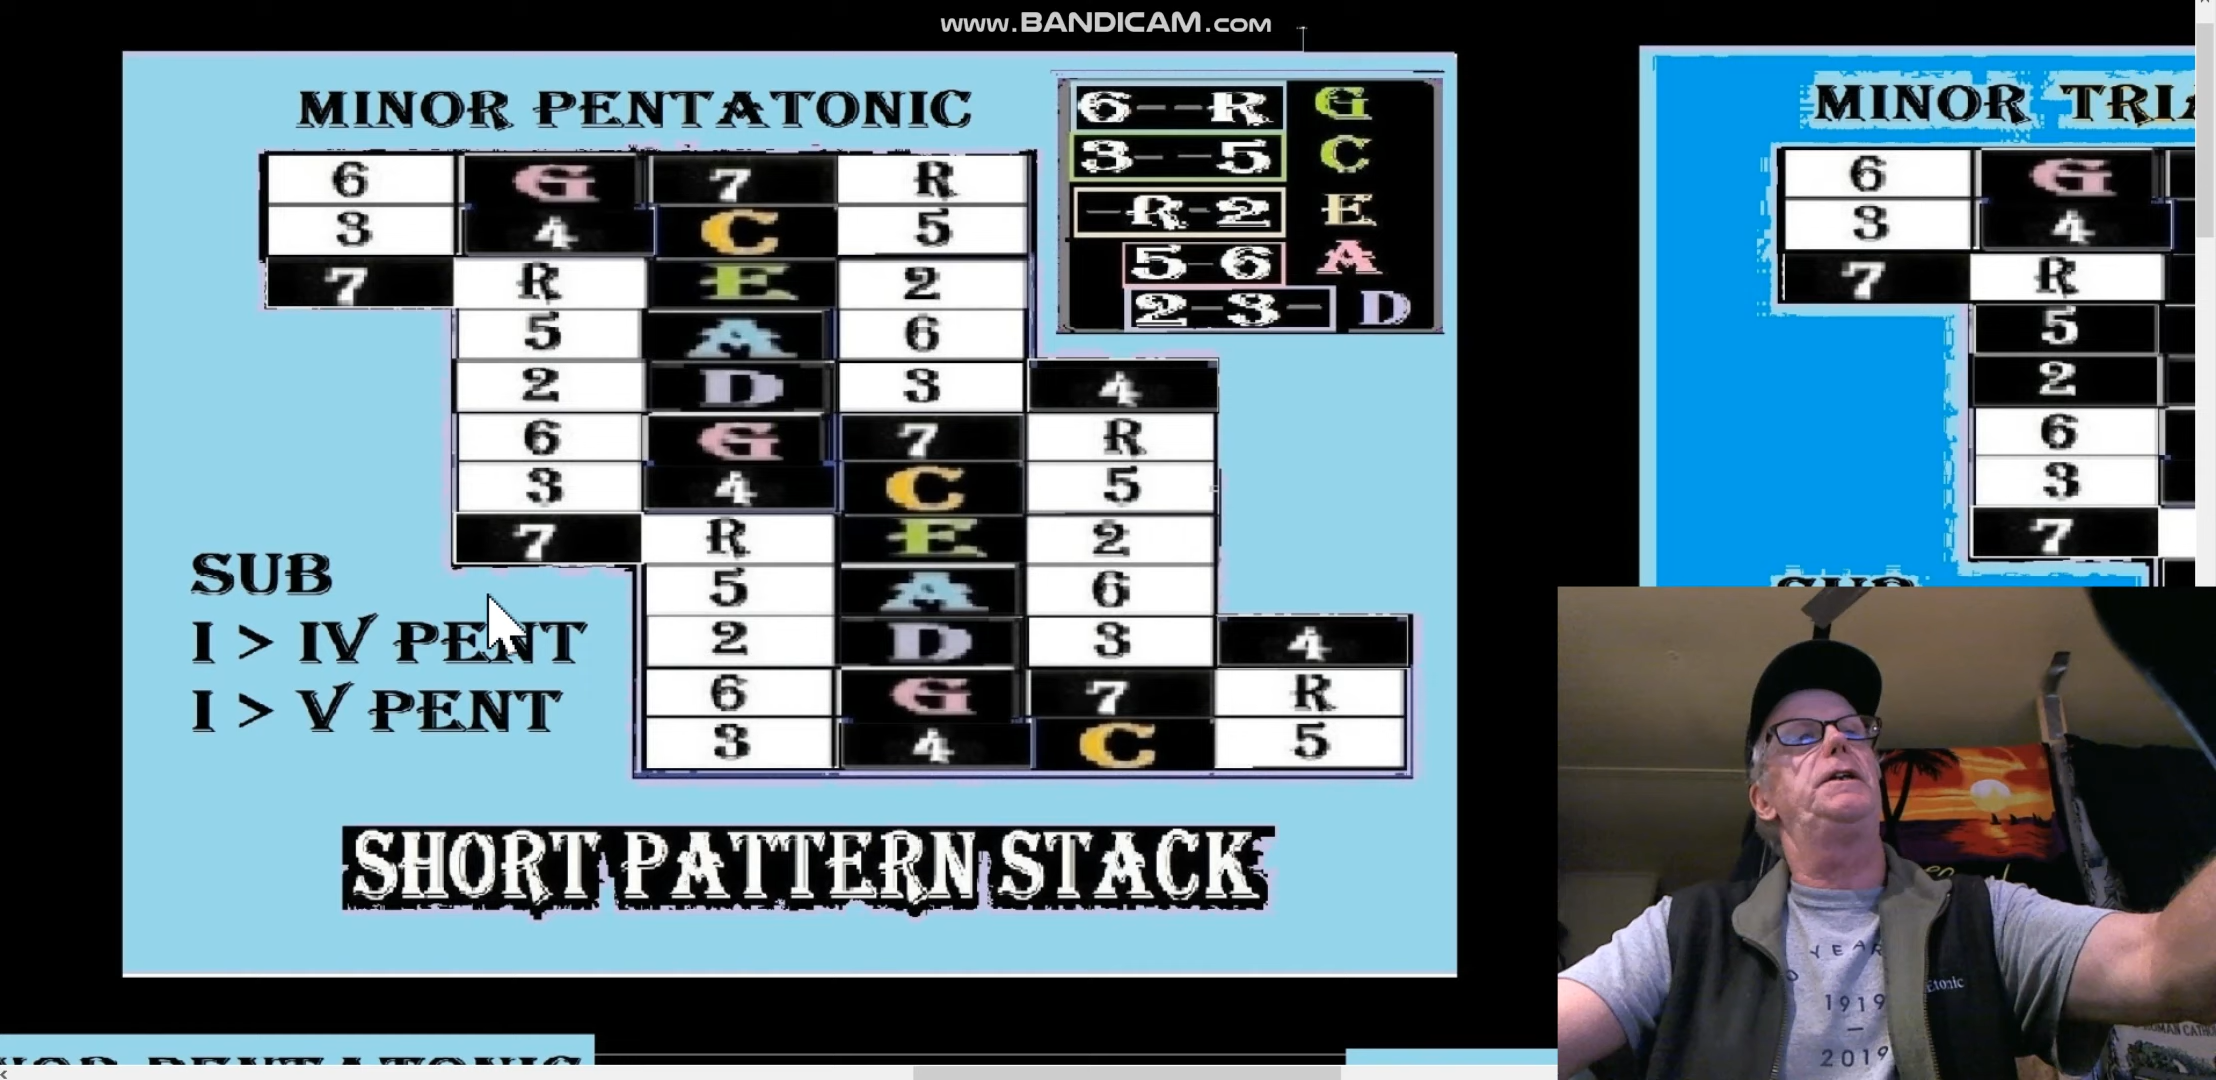 www.BANDICAM.com
MINOR PENTATONIC
6 G 7 R
3 4 C 5
7 R E 2
5 A 6
2 D 3 4
6 G 7 R
3 4 C 5
7 R E 2
5 A 6
2 D 3 4
6 G 7 R
3 4 C 5
6--R G
3--5 C
-R-2 E
5-6 A
2-3- D
SUB
I > IV PENT
I > V PENT
SHORT PATTERN STACK
MINOR
6 G
3 4
7 R
5
2
6
3
7
YEAR
1919
—
2019